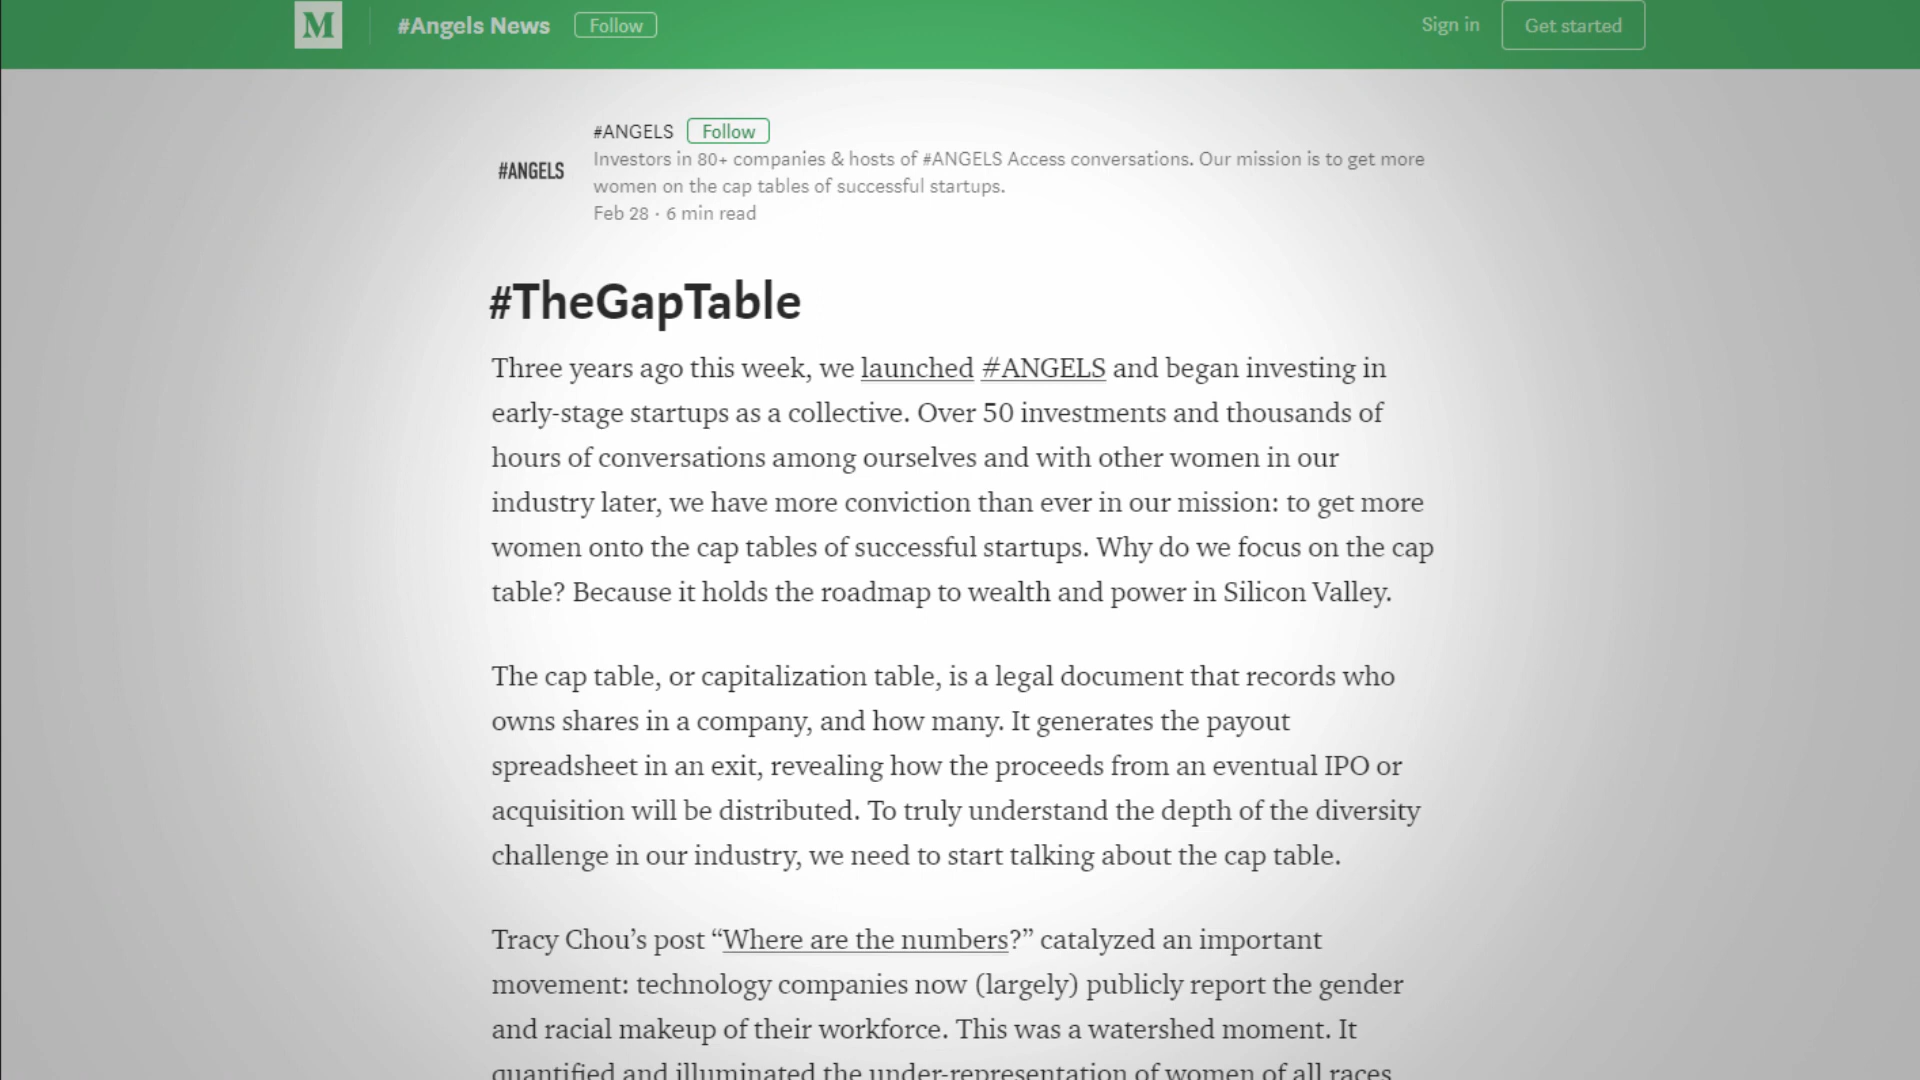 M
#Angels News
Follow
Sign in
Get started
#ANGELS
#ANGELS Follow
Investors in 80+ companies & hosts of #ANGELS Access conversations. Our mission is to get more
women on the cap tables of successful startups.
Feb 28 · 6 min read
#TheGapTable
Three years ago this week, we launched #ANGELS and began investing in
early-stage startups as a collective. Over 50 investments and thousands of
hours of conversations among ourselves and with other women in our
industry later, we have more conviction than ever in our mission: to get more
women onto the cap tables of successful startups. Why do we focus on the cap
table? Because it holds the roadmap to wealth and power in Silicon Valley.
The cap table, or capitalization table, is a legal document that records who
owns shares in a company, and how many. It generates the payout
spreadsheet in an exit, revealing how the proceeds from an eventual IPO or
acquisition will be distributed. To truly understand the depth of the diversity
challenge in our industry, we need to start talking about the cap table.
Tracy Chou’s post “Where are the numbers?” catalyzed an important
movement: technology companies now (largely) publicly report the gender
and racial makeup of their workforce. This was a watershed moment. It
quantified and illuminated the under-representation of women of all races